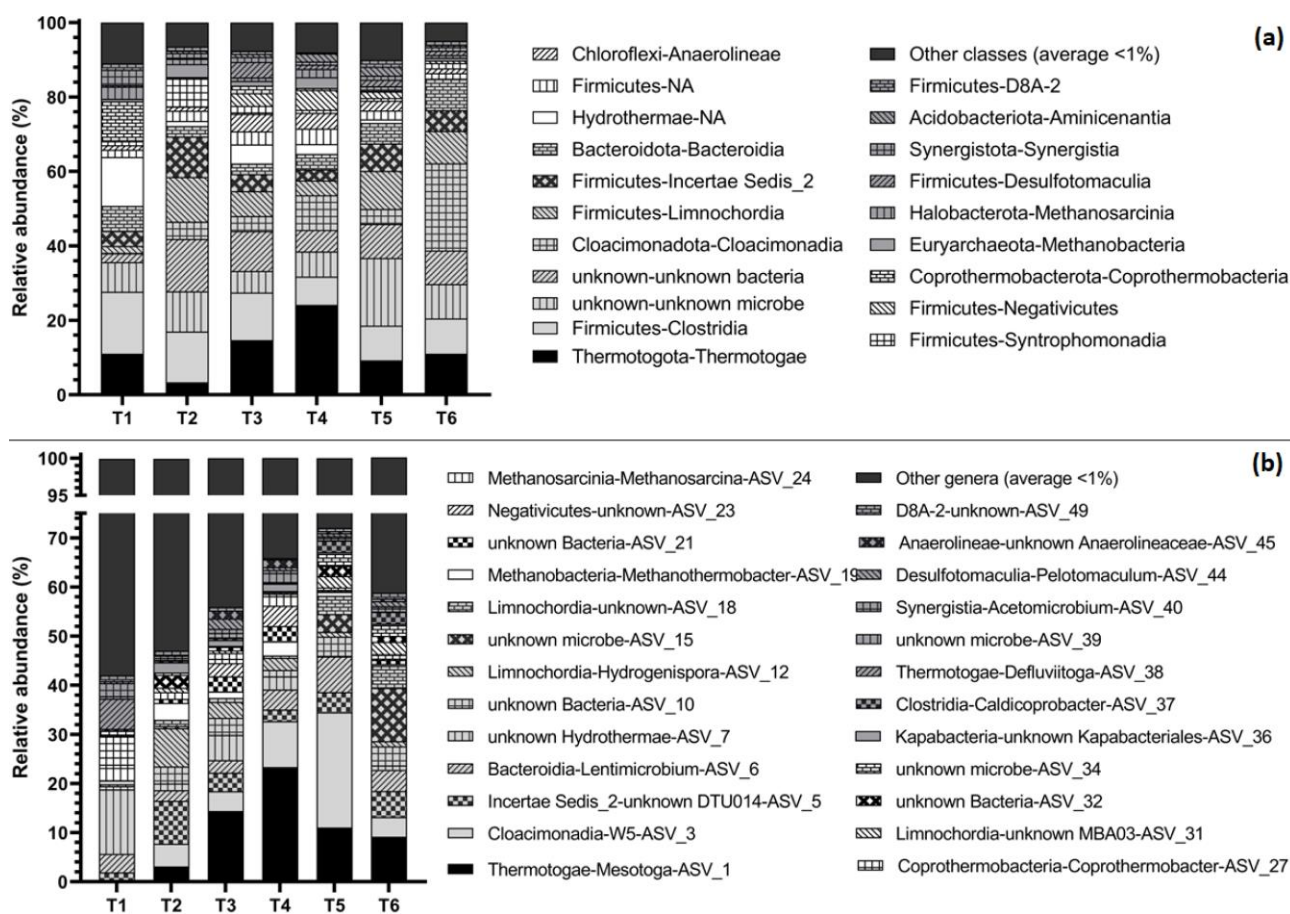 (a)
Relative abundance (%)
100
80
60
40
20
0
T1 T2 T3 T4 T5 T6
Chloroflexi-Anaerolineae
Firmicutes-NA
Hydrothermae-NA
Bacteroidota-Bacteroidia
Firmicutes-Incertae Sedis_2
Firmicutes-Limnochordia
Cloacimonadota-Cloacimonadia
unknown-unknown bacteria
unknown-unknown microbe
Firmicutes-Clostridia
Thermotogota-Thermotogae
Other classes (average <1%)
Firmicutes-D8A-2
Acidobacteriota-Aminicenantia
Synergistota-Synergistia
Firmicutes-Desulfotomaculia
Halobacterota-Methanosarcinia
Euryarchaeota-Methanobacteria
Coprothermobacterota-Coprothermobacteria
Firmicutes-Negativicutes
Firmicutes-Syntrophomonadia
(b)
Relative abundance (%)
100
95
70
60
50
40
30
20
10
0
T1 T2 T3 T4 T5 T6
Methanosarcinia-Methanosarcina-ASV_24
Negativicutes-unknown-ASV_23
unknown Bacteria-ASV_21
Methanobacteria-Methanothermobacter-ASV_19
Limnochordia-unknown-ASV_18
unknown microbe-ASV_15
Limnochordia-Hydrogenispora-ASV_12
unknown Bacteria-ASV_10
unknown Hydrothermae-ASV_7
Bacteroidia-Lentimicrobium-ASV_6
Incertae Sedis_2-unknown DTU014-ASV_5
Cloacimonadia-W5-ASV_3
Thermotogae-Mesotoga-ASV_1
Other genera (average <1%)
D8A-2-unknown-ASV_49
Anaerolineae-unknown Anaerolineaceae-ASV_45
Desulfotomaculia-Pelotomaculum-ASV_44
Synergistia-Acetomicrobium-ASV_40
unknown microbe-ASV_39
Thermotogae-Defluviitoga-ASV_38
Clostridia-Caldicoprobacter-ASV_37
Kapabacteria-unknown Kapabacteriales-ASV_36
unknown microbe-ASV_34
unknown Bacteria-ASV_32
Limnochordia-unknown MBA03-ASV_31
Coprothermobacteria-Coprothermobacter-ASV_27